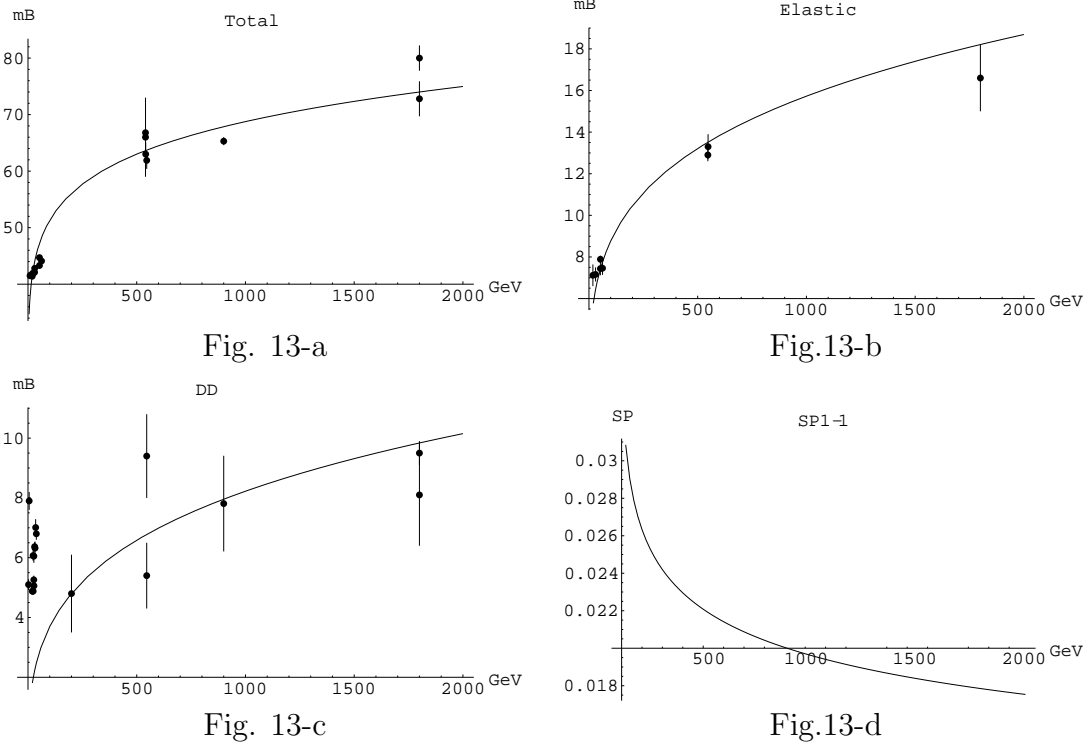 mB
Total
80
70
60
50
500 1000 1500 2000 GeV
Fig. 13-a
mB
Elastic
18
16
14
12
10
8
500 1000 1500 2000 GeV
Fig.13-b
mB
DD
10
8
6
4
500 1000 1500 2000 GeV
Fig. 13-c
SP
SP1-1
0.03
0.028
0.026
0.024
0.022
0.018
500 1000 1500 2000 GeV
Fig.13-d